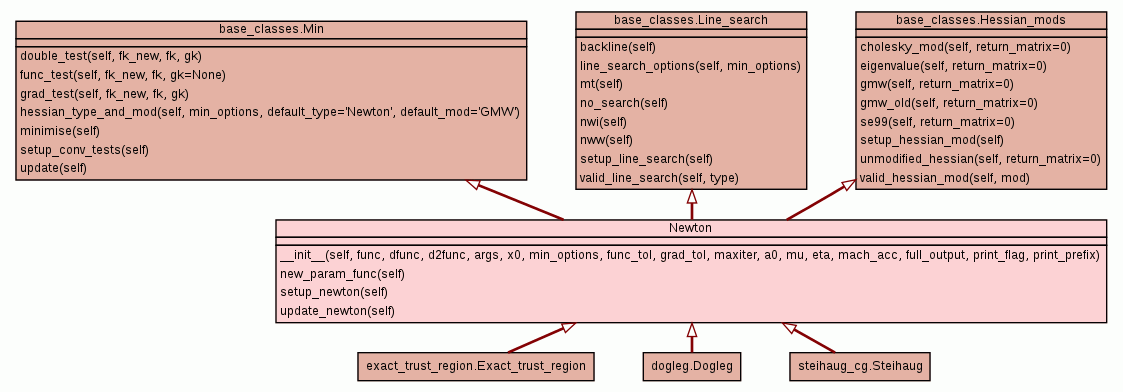 base_classes.Min
double_test(self, fk_new, fk, gk)
func_test(self, fk_new, fk, gk=None)
grad_test(self, fk_new, fk, gk)
hessian_type_and_mod(self, min_options, default_type='Newton', default_mod='GMW')
minimise(self)
setup_conv_tests(self)
update(self)
base_classes.Line_search
backline(self)
line_search_options(self, min_options)
mt(self)
no_search(self)
nwi(self)
nww(self)
setup_line_search(self)
valid_line_search(self, type)
base_classes.Hessian_mods
cholesky_mod(self, return_matrix=0)
eigenvalue(self, return_matrix=0)
gmw(self, return_matrix=0)
gmw_old(self, return_matrix=0)
se99(self, return_matrix=0)
setup_hessian_mod(self)
unmodified_hessian(self, return_matrix=0)
valid_hessian_mod(self, mod)
Newton
__init__(self, func, dfunc, d2func, args, x0, min_options, func_tol, grad_tol, maxiter, a0, mu, eta, mach_acc, full_output, print_flag, print_prefix)
new_param_func(self)
setup_newton(self)
update_newton(self)
exact_trust_region.Exact_trust_region
dogleg.Dogleg
steihaug_cg.Steihaug